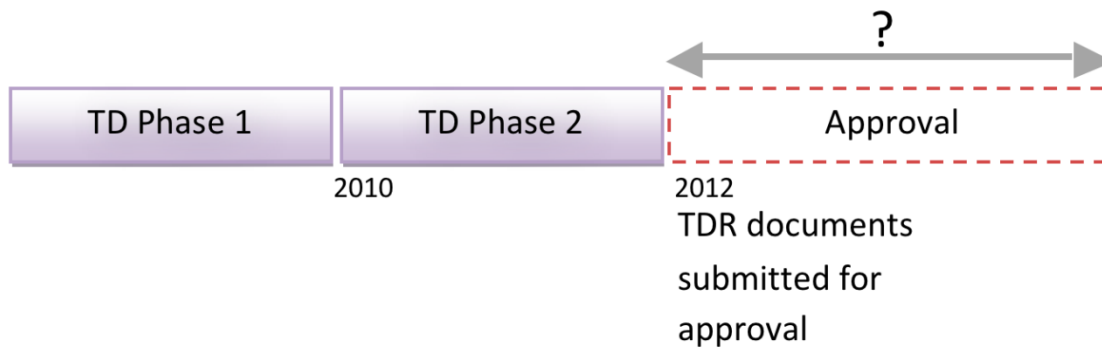 ?
TD Phase 1
TD Phase 2
Approval
2010
2012
TDR documents
submitted for
approval